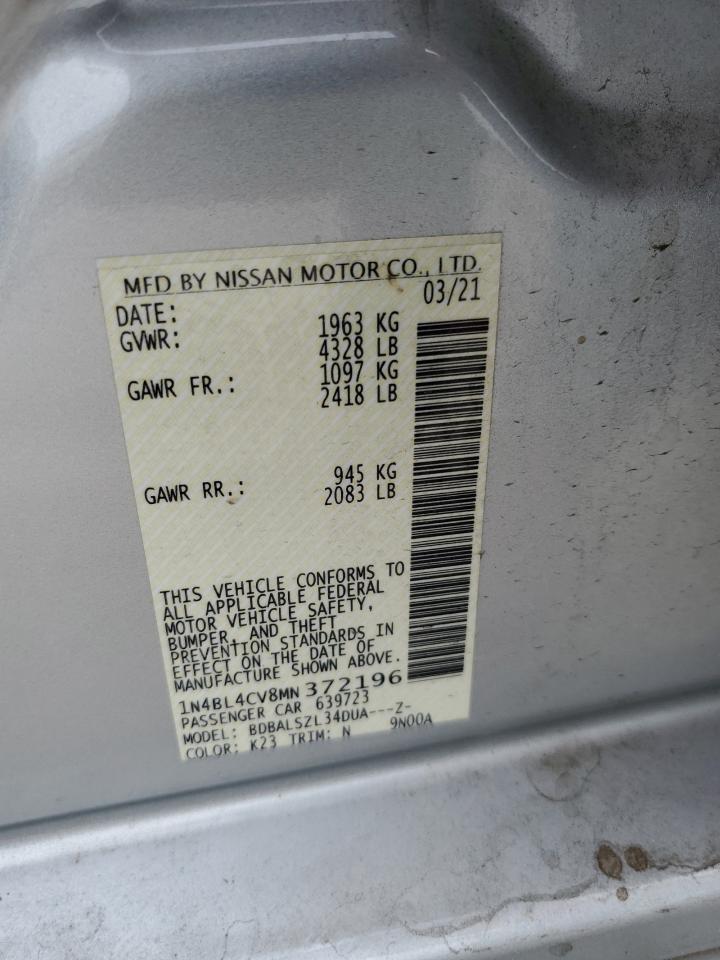 MFD BY NISSAN MOTOR CO., LTD.
DATE: 03/21
GVWR: 1963 KG
4328 LB
GAWR FR.: 1097 KG
2418 LB
GAWR RR.: 945 KG
2083 LB
THIS VEHICLE CONFORMS TO
ALL APPLICABLE FEDERAL
MOTOR VEHICLE SAFETY,
BUMPER, AND THEFT
PREVENTION STANDARDS IN
EFFECT ON THE DATE OF
MANUFACTURE SHOWN ABOVE.
1N4BL4CV8MN 372196
PASSENGER CAR 639723
MODEL: BDBALSZL34DUA---Z-
COLOR: K23 TRIM: N 9N00A